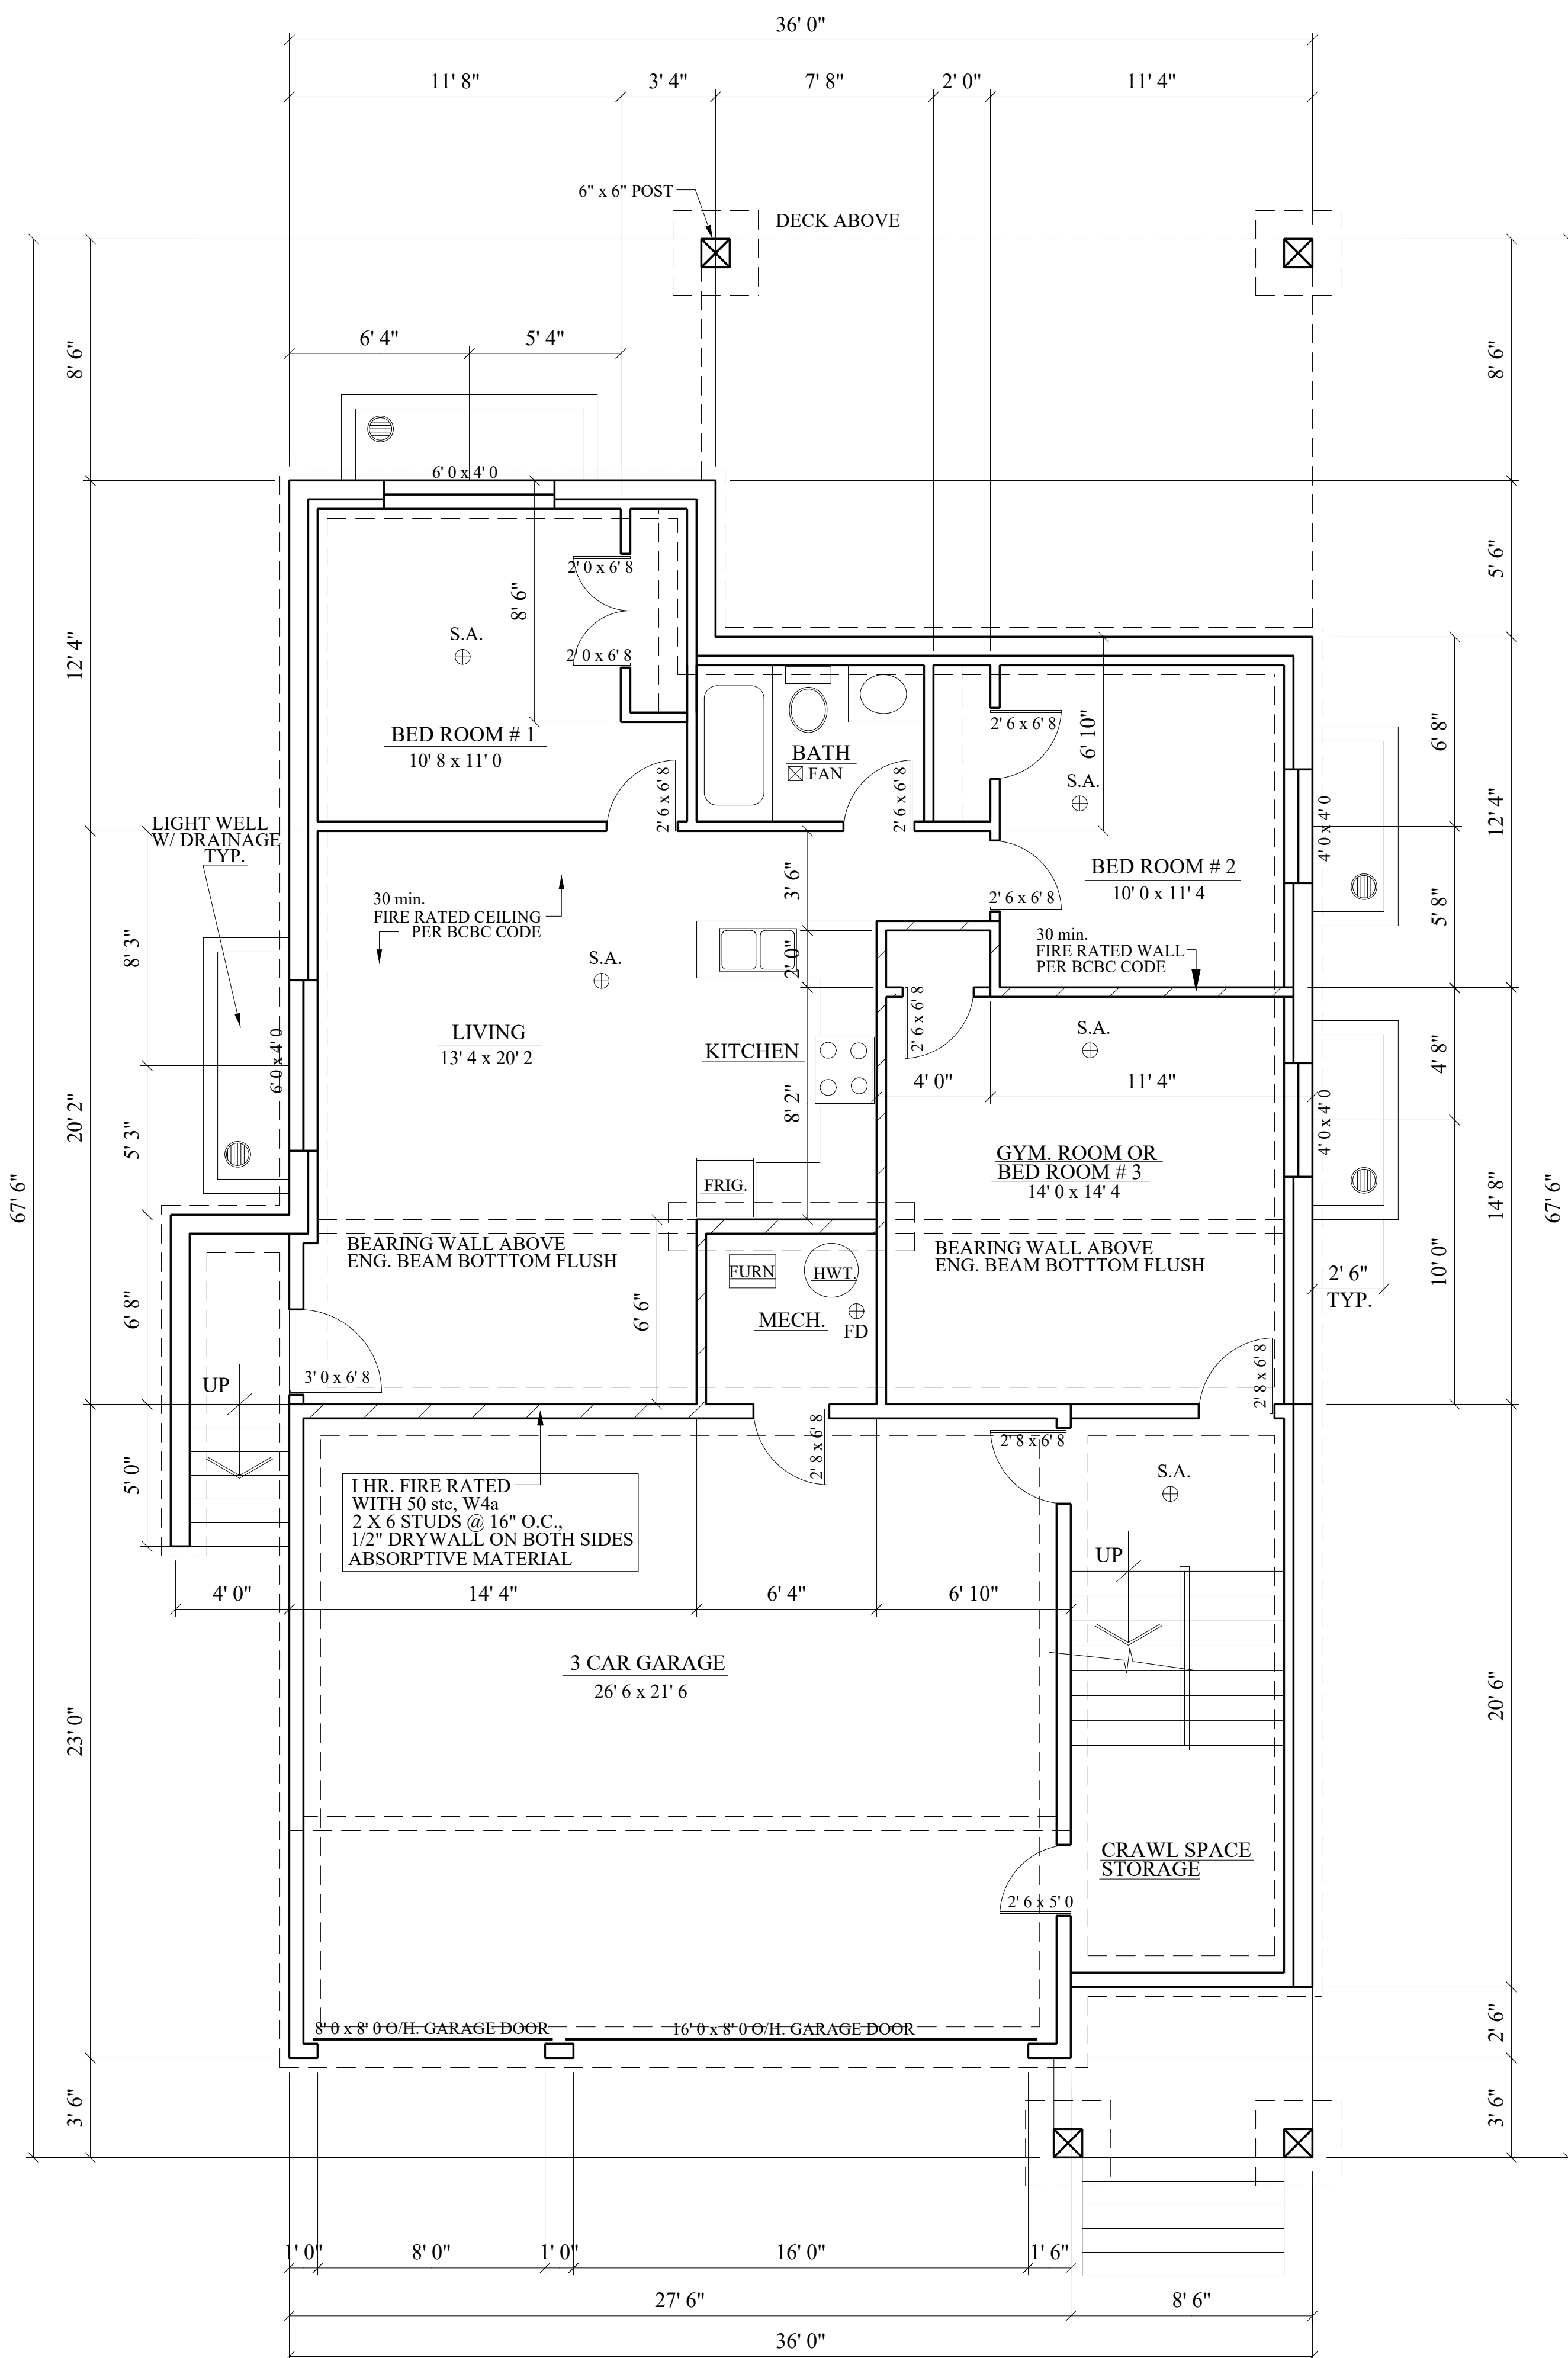 36' 0"
11' 8"
3' 4"
7' 8"
2' 0"
11' 4"
6" x 6" POST
DECK ABOVE
6' 4"
5' 4"
8' 6"
8' 6"
6' 0 x 4' 0
2' 0 x 6' 8
8' 6"
5' 6"
S.A.
2' 0 x 6' 8
12' 4"
BED ROOM # 1
10' 8 x 11' 0
2' 6 x 6' 8
BATH
FAN
2' 6 x 6' 8
2' 6 x 6' 8
6' 10"
S.A.
6' 8"
12' 4"
4' 0 x 4' 0
LIGHT WELL
W/ DRAINAGE
TYP.
BED ROOM # 2
10' 0 x 11' 4
2' 6 x 6' 8
3' 6"
5' 8"
30 min.
FIRE RATED CEILING
PER BCBC CODE
30 min.
FIRE RATED WALL
PER BCBC CODE
8' 3"
S.A.
2' 0"
2' 6 x 6' 8
S.A.
LIVING
13' 4 x 20' 2
6' 0 x 4' 0
KITCHEN
4' 0"
11' 4"
4' 8"
4' 0 x 4' 0
20' 2"
5' 3"
8' 2"
GYM. ROOM OR
BED ROOM # 3
14' 0 x 14' 4
67' 6"
FRIG.
14' 8"
67' 6"
BEARING WALL ABOVE
ENG. BEAM BOTTTOM FLUSH
BEARING WALL ABOVE
ENG. BEAM BOTTTOM FLUSH
FURN
HWT.
10' 0"
2' 6"
TYP.
6' 8"
6' 6"
MECH.
FD
UP
3' 0 x 6' 8
2' 8 x 6' 8
2' 8 x 6' 8
2' 8 x 6' 8
5' 0"
S.A.
I HR. FIRE RATED
WITH 50 stc, W4a
2 X 6 STUDS @ 16" O.C.,
1/2" DRYWALL ON BOTH SIDES
ABSORPTIVE MATERIAL
UP
4' 0"
14' 4"
6' 4"
6' 10"
3 CAR GARAGE
26' 6 x 21' 6
23' 0"
20' 6"
CRAWL SPACE
STORAGE
2' 6 x 5' 0
8' 0 x 8' 0 O/H. GARAGE DOOR
16' 0 x 8' 0 O/H. GARAGE DOOR
2' 6"
3' 6"
3' 6"
1' 0"
8' 0"
1' 0"
16' 0"
1' 6"
27' 6"
8' 6"
36' 0"